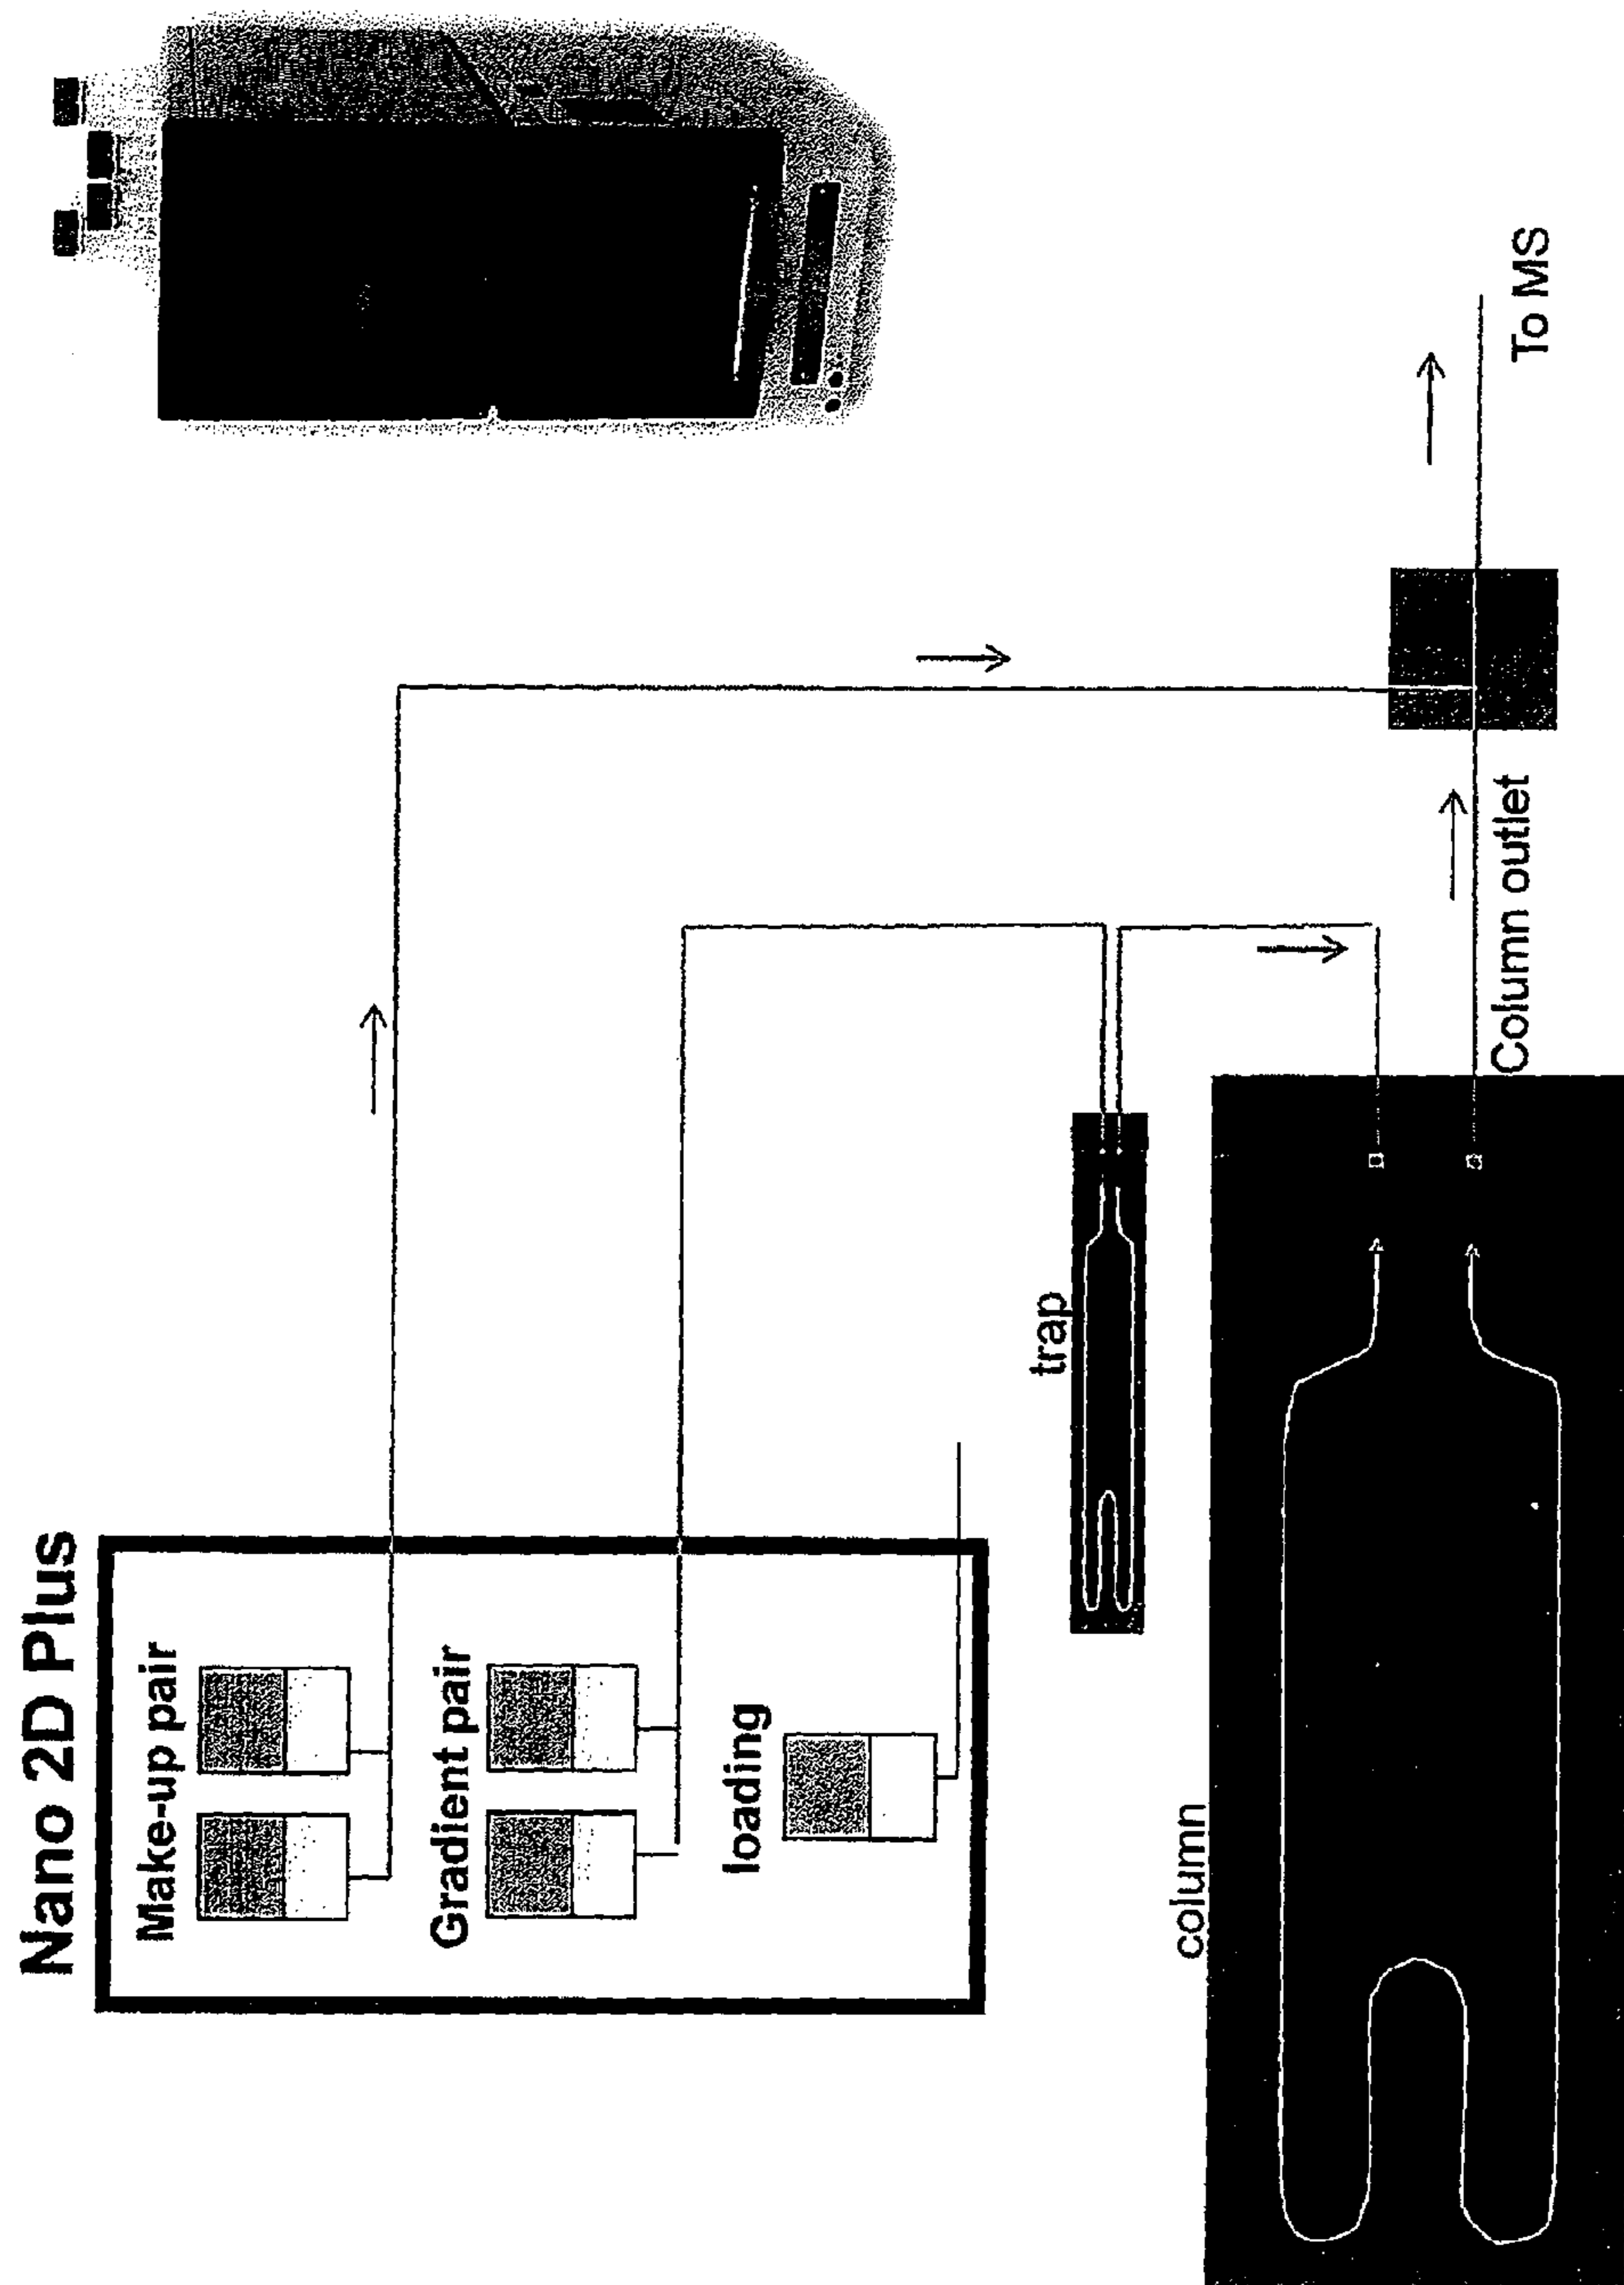 Nano 2D Plus
Make-up pair
Gradient pair
loading
trap
column
Column outlet
To MS